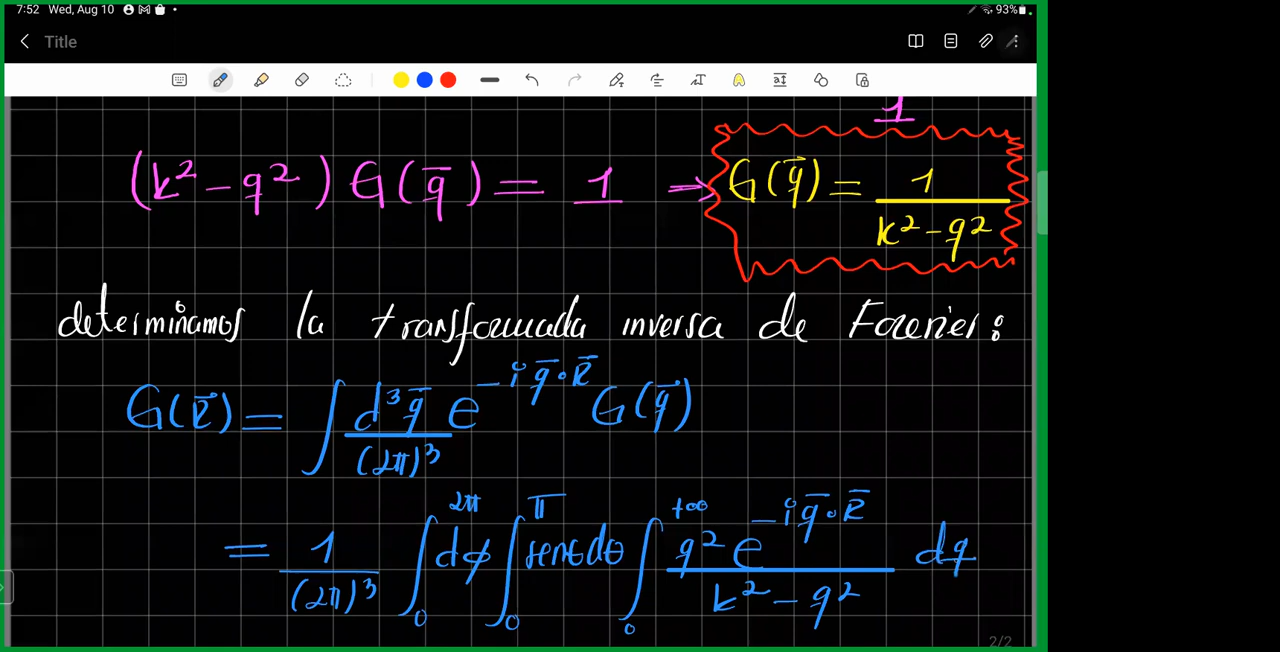 7:52 Wed, Aug 10 93%
Title
1
(k² – q²) G(q̄) = 1 ⇒ G(q̄) = 1/(k² – q²)
determinamos la transformada inversa de Fourier:
G(R̄) = ∫ d³q̄/(2π)³ e^(–i q̄·R̄) G(q̄)
= 1/(2π)³ ∫₀^2π dφ ∫₀^π senθdθ ∫₀^+∞ q² e^(–i q̄·R̄)/(k² – q²) dq
2/2